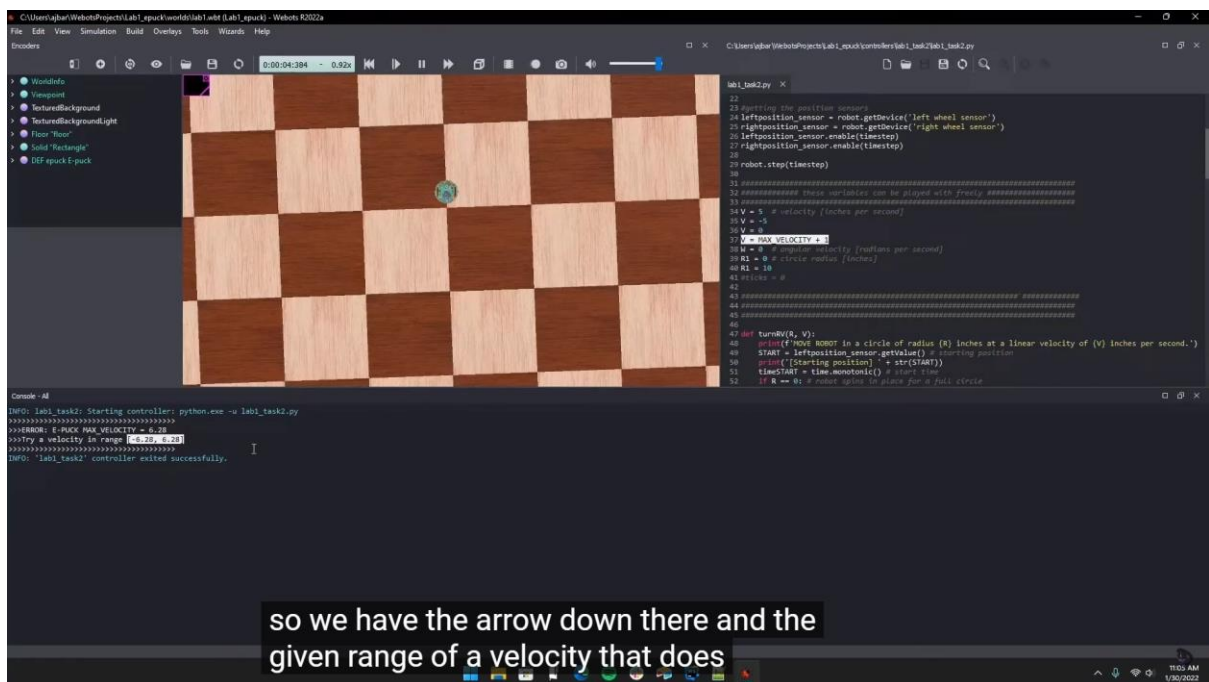 C:\Users\ajbar\WebotsProjects\Lab1_epuck\worlds\lab1.wbt (Lab1_epuck) - Webots R2022a
File Edit View Simulation Build Overlays Tools Wizards Help
Encoders
C:\Users\ajbar\WebotsProjects\Lab1_epuck\controllers\lab1_task2\lab1_task2.py
0:00:04:384 - 0.92x
WorldInfo
Viewpoint
TexturedBackground
TexturedBackgroundLight
Floor "floor"
Solid "Rectangle"
DEF epuck E-puck
lab1_task2.py
22
23 #getting the position sensors
24 leftposition_sensor = robot.getDevice('left wheel sensor')
25 rightposition_sensor = robot.getDevice('right wheel sensor')
26 leftposition_sensor.enable(timestep)
27 rightposition_sensor.enable(timestep)
28
29 robot.step(timestep)
30
31
32 these variables can be played with freely
33
34 V = 5 # velocity [inches per second]
35 V = -5
36 V = 0
37 V = MAX_VELOCITY + 1
38 W = 0 # angular velocity [radians per second]
39 R1 = 0 # circle radius [inches]
40 R1 = 10
41 #ticks = 0
42
43
44
45
46
47 def turnRV(R, V):
48 print(f'MOVE ROBOT in a circle of radius {R} inches at a linear velocity of {V} inches per second.')
49 START = leftposition_sensor.getValue() # starting position
50 print('[Starting position] ' + str(START))
51 timeSTART = time.monotonic() # start time
52 if R == 0: # robot spins in place for a full circle
Console - All
INFO: lab1_task2: Starting controller: python.exe -u lab1_task2.py
>>>>>>>>>>>>>>>>>>>>>>>>>>>>>>>>>>>>>>
>>>ERROR: E-PUCK MAX_VELOCITY = 6.28
>>>Try a velocity in range [-6.28, 6.28]
>>>>>>>>>>>>>>>>>>>>>>>>>>>>>>>>>>>>>>
INFO: 'lab1_task2' controller exited successfully.
so we have the arrow down there and the
given range of a velocity that does
11:05 AM
1/30/2022